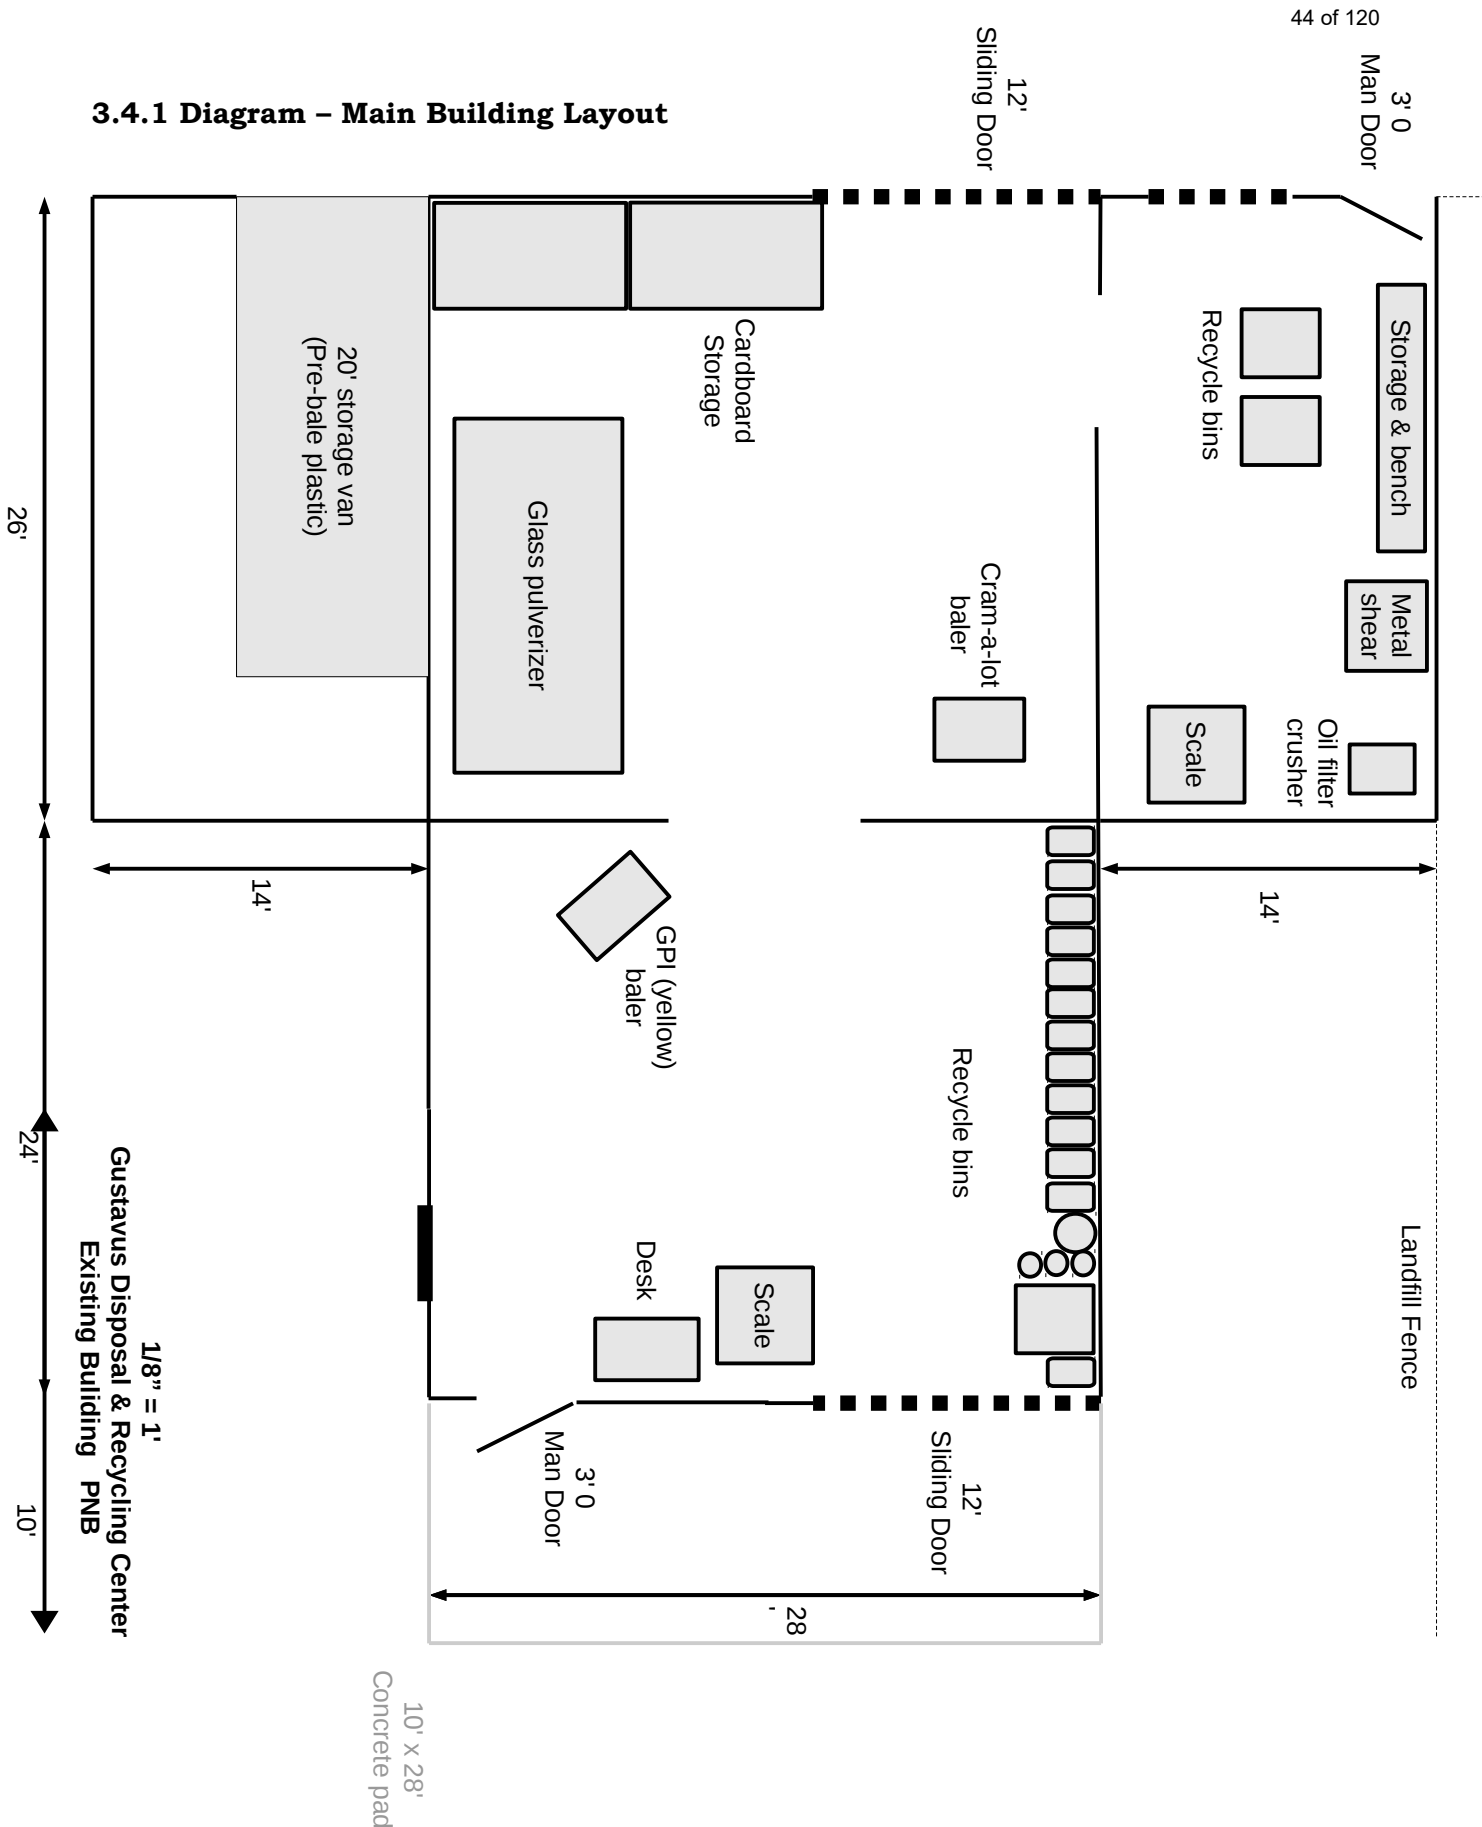 44 of 120
3.4.1 Diagram – Main Building Layout
12'
Sliding Door
3' 0
Man Door
Storage & bench
Recycle bins
Cardboard
Storage
20' storage van
(Pre-bale plastic)
Glass pulverizer
Cram-a-lot
baler
Metal
shear
Scale
Oil filter
crusher
26'
14'
14'
GPI (yellow)
baler
Recycle bins
Landfill Fence
24'
Desk
Scale
1/8” = 1'
Gustavus Disposal & Recycling Center
Existing Buliding PNB
3' 0
Man Door
12'
Sliding Door
10'
28
'
10' x 28'
Concrete pad